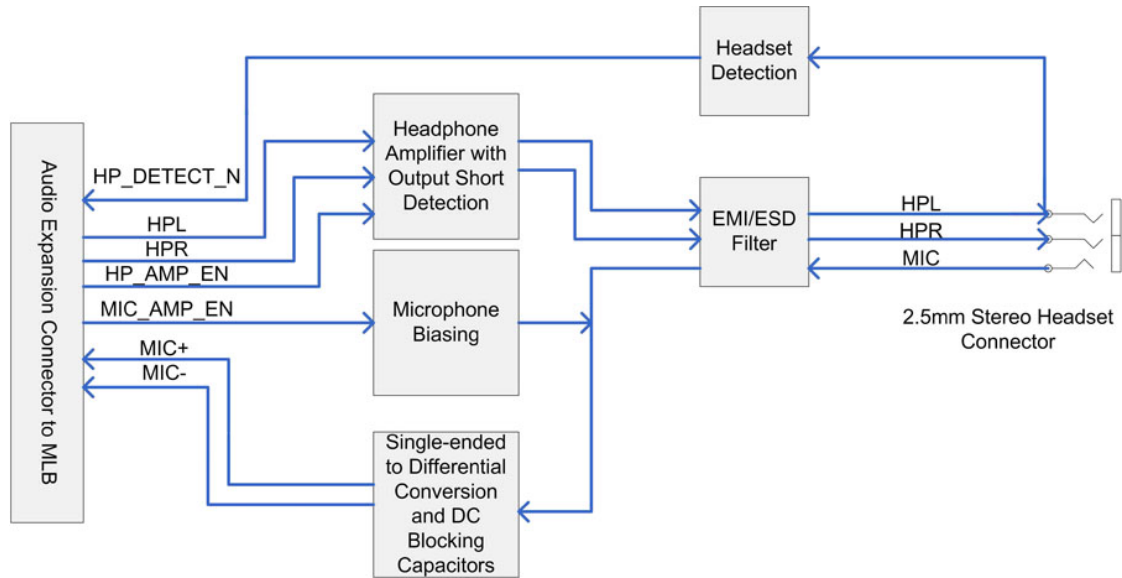 Headset
Detection
Headphone
Amplifier with
Output Short
Detection
Audio Expansion Connector to MLB
HP_DETECT_N
HPL
HPR
HP_AMP_EN
MIC_AMP_EN
MIC+
MIC-
EMI/ESD
Filter
HPL
HPR
MIC
Microphone
Biasing
2.5mm Stereo Headset
Connector
Single-ended
to Differential
Conversion
and DC
Blocking
Capacitors